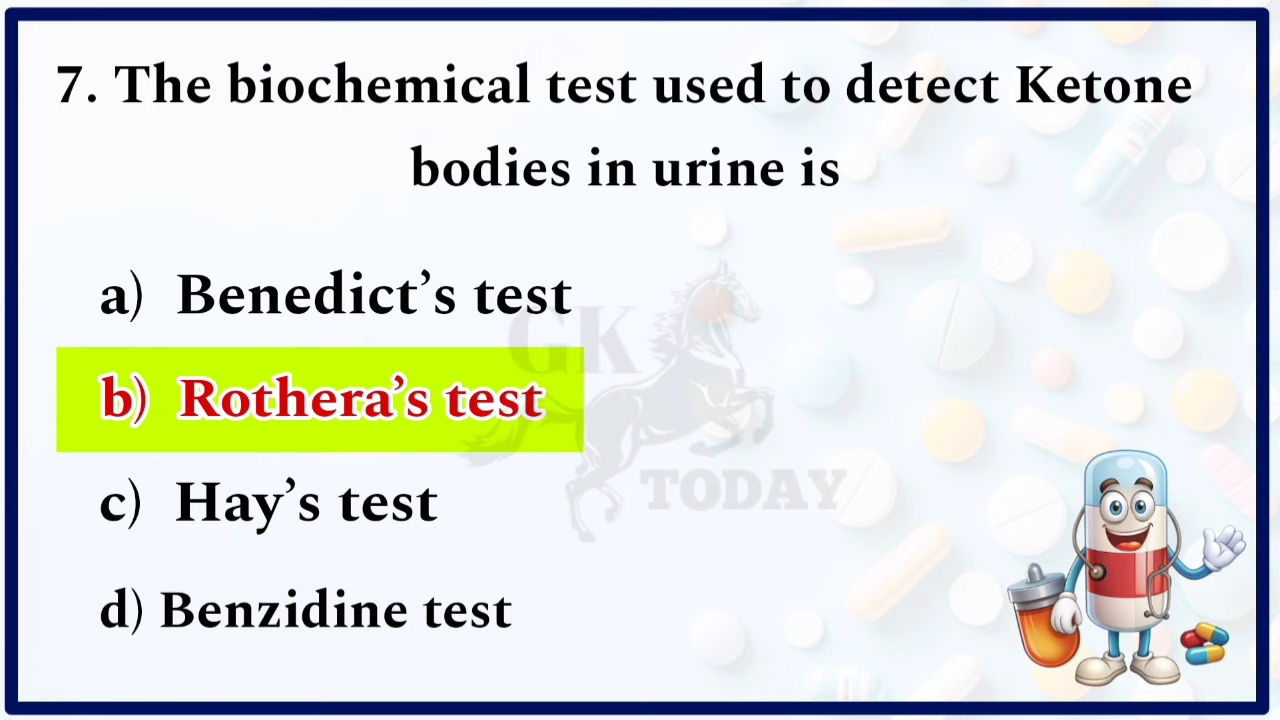 7. The biochemical test used to detect Ketone
bodies in urine is
a) Benedict’s test
b) Rothera’s test
c) Hay’s test
d) Benzidine test
GK
TODAY